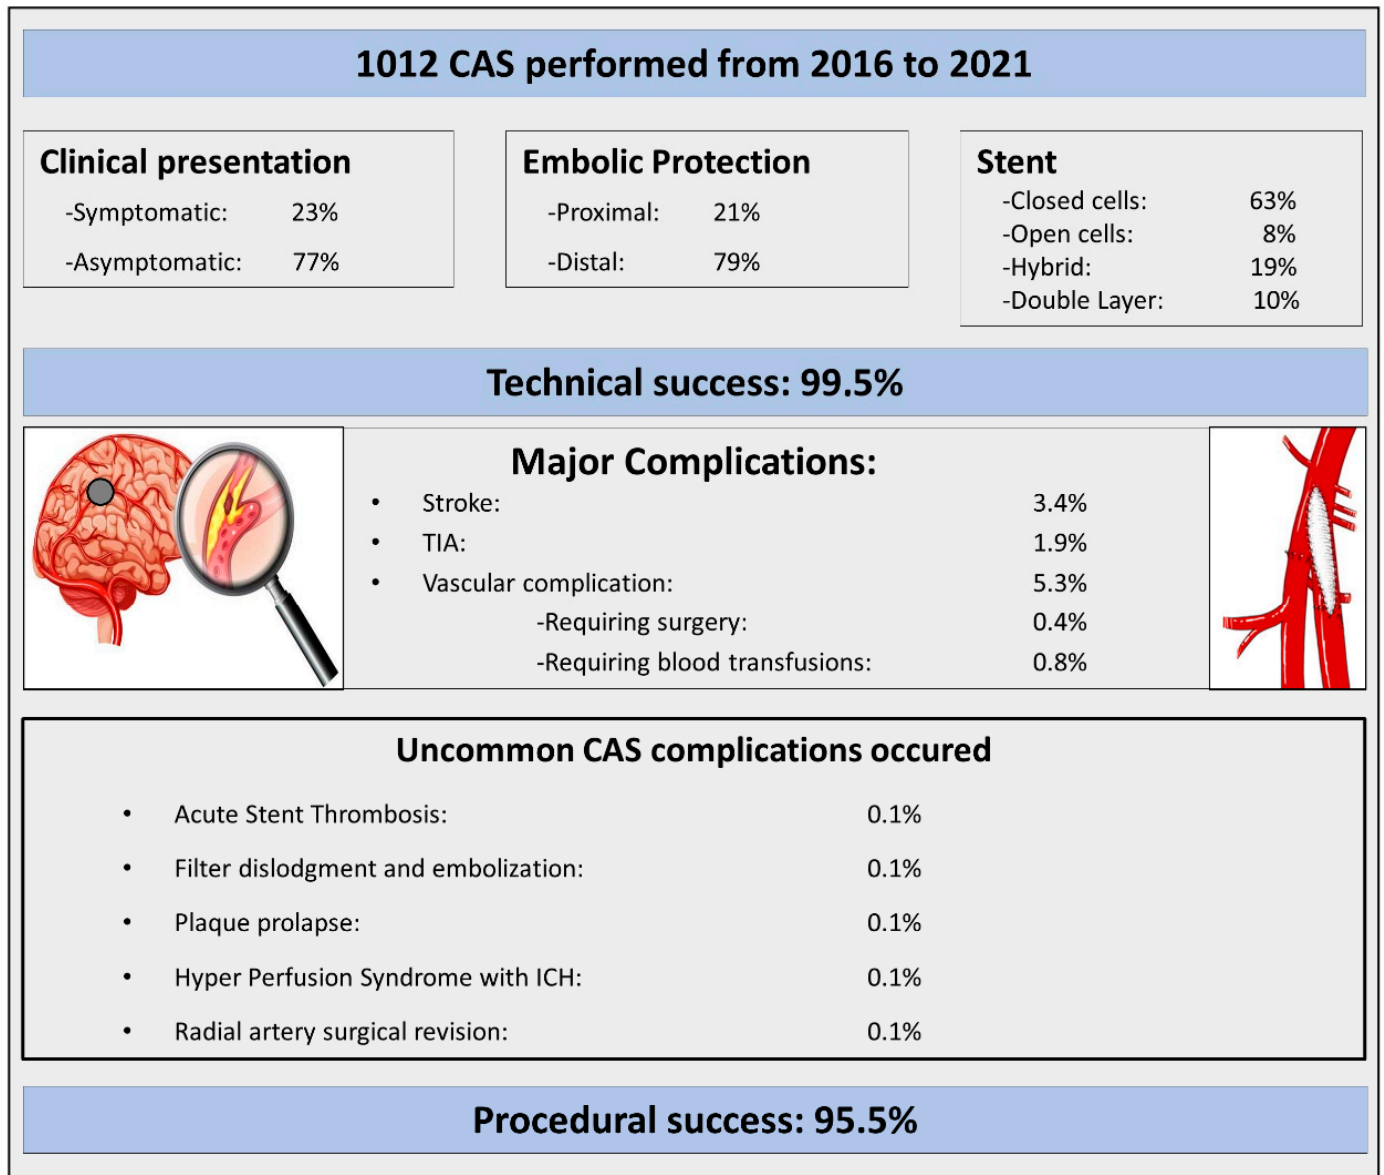 1012 CAS performed from 2016 to 2021
Clinical presentation
-Symptomatic: 23%
-Asymptomatic: 77%
Embolic Protection
-Proximal: 21%
-Distal: 79%
Stent
-Closed cells: 63%
-Open cells: 8%
-Hybrid: 19%
-Double Layer: 10%
Technical success: 99.5%
Major Complications:
• Stroke: 3.4%
• TIA: 1.9%
• Vascular complication: 5.3%
-Requiring surgery: 0.4%
-Requiring blood transfusions: 0.8%
Uncommon CAS complications occured
• Acute Stent Thrombosis: 0.1%
• Filter dislodgment and embolization: 0.1%
• Plaque prolapse: 0.1%
• Hyper Perfusion Syndrome with ICH: 0.1%
• Radial artery surgical revision: 0.1%
Procedural success: 95.5%